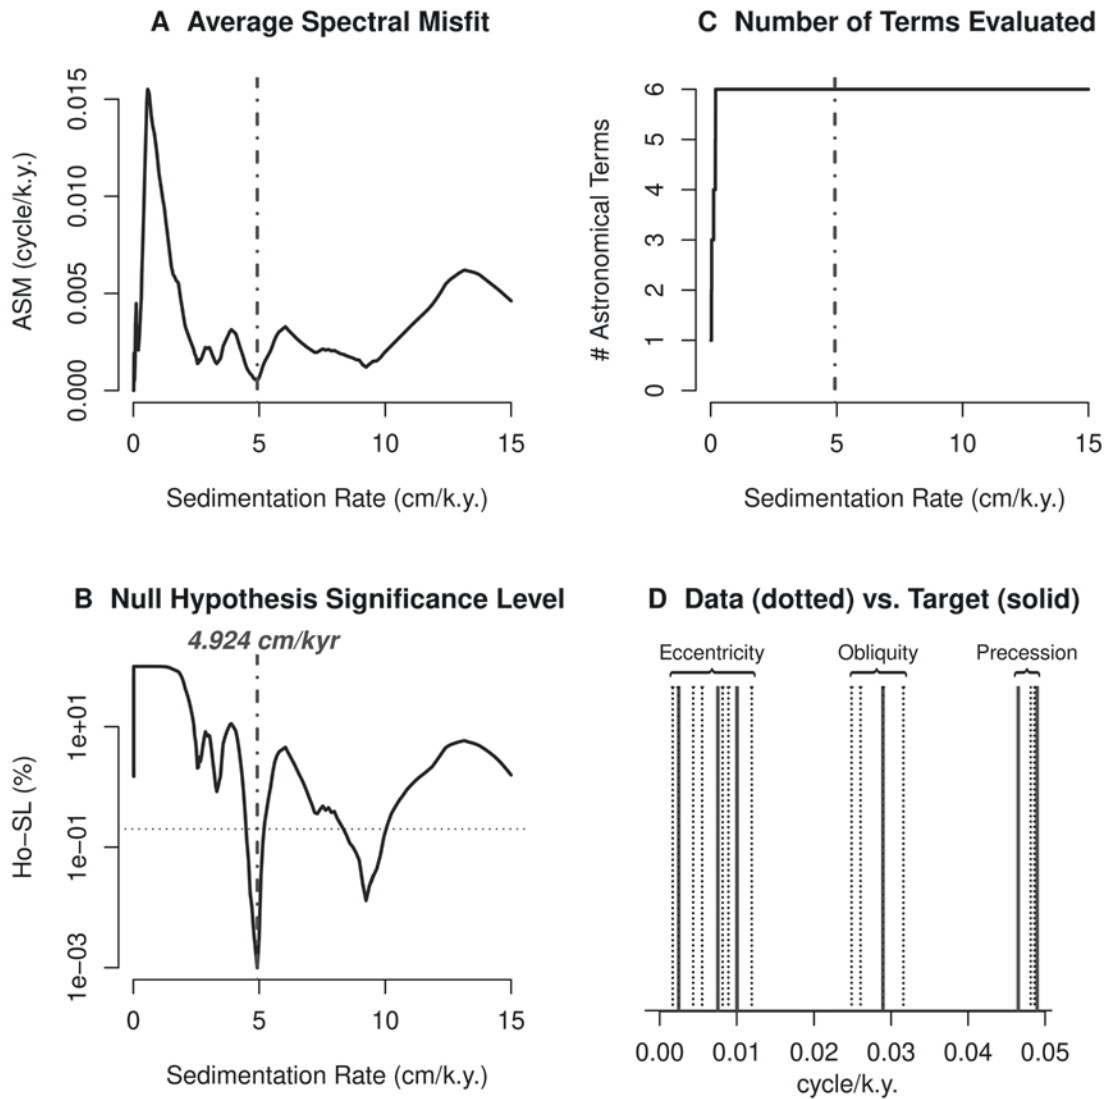 A Average Spectral Misfit
ASM (cycle/k.y.)
0.015
0.010
0.005
0.000
0 5 10 15
Sedimentation Rate (cm/k.y.)
C Number of Terms Evaluated
# Astronomical Terms
6
5
4
3
2
1
0
0 5 10 15
Sedimentation Rate (cm/k.y.)
B Null Hypothesis Significance Level
4.924 cm/kyr
Ho−SL (%)
1e+01
1e−01
1e−03
0 5 10 15
Sedimentation Rate (cm/k.y.)
D Data (dotted) vs. Target (solid)
Eccentricity Obliquity Precession
0.00 0.01 0.02 0.03 0.04 0.05
cycle/k.y.